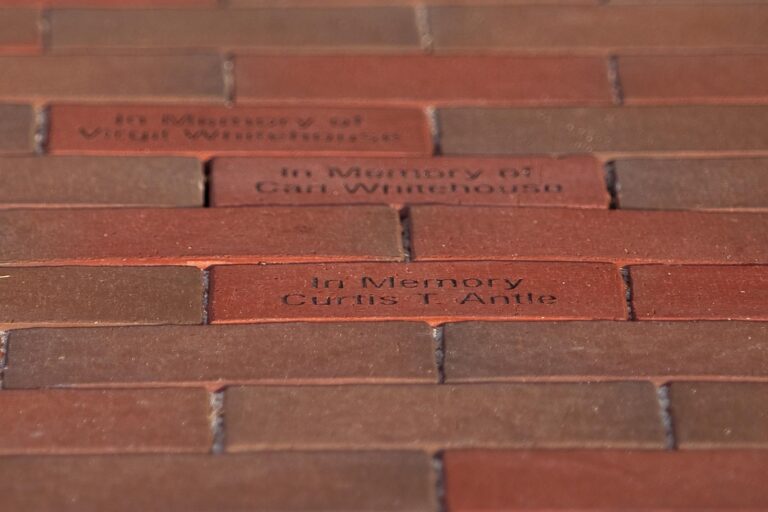 In Memory of
Virgil Whitehouse
In Memory of
Carl Whitehouse
In Memory
Curtis T. Antle